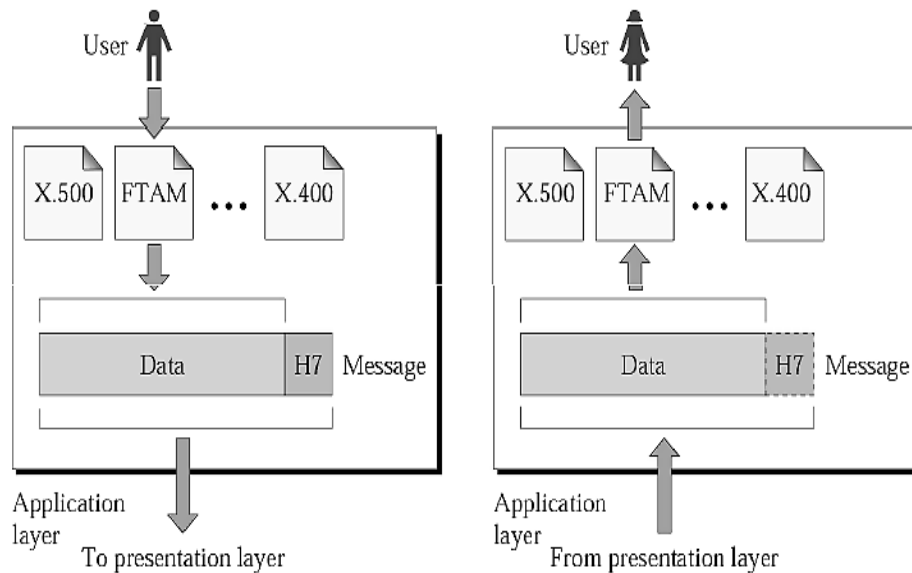 User
X.500
FTAM
...
X.400
Data
H7
Message
Application
layer
To presentation layer
User
X.500
FTAM
...
X.400
Data
H7
Message
Application
layer
From presentation layer